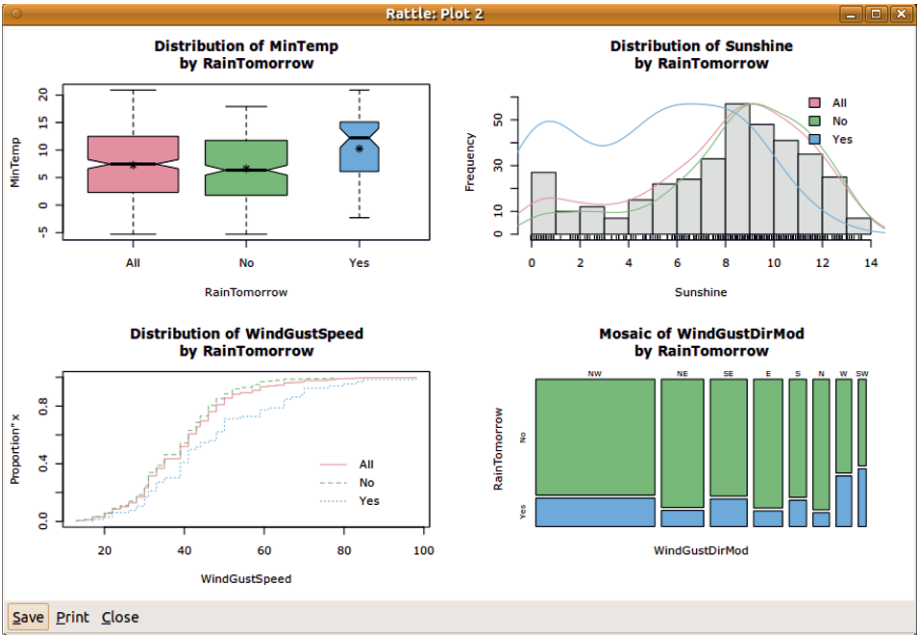 Rattle: Plot 2
Distribution of MinTemp
by RainTomorrow
MinTemp
20
15
10
5
0
-5
All No Yes
RainTomorrow
Distribution of Sunshine
by RainTomorrow
Frequency
50
30
10
0
All
No
Yes
0 2 4 6 8 10 12 14
Sunshine
Distribution of WindGustSpeed
by RainTomorrow
Proportion" x
0.8
0.4
0.0
All
No
Yes
20 40 60 80 100
WindGustSpeed
Mosaic of WindGustDirMod
by RainTomorrow
NW NE SE E S N W SW
RainTomorrow
No
Yes
WindGustDirMod
Save Print Close